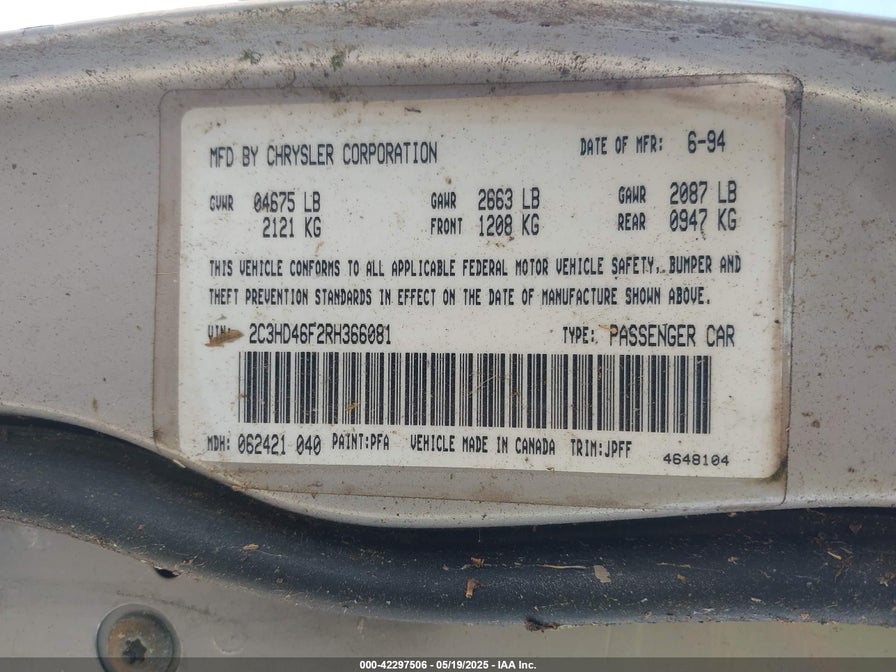 MFD BY CHRYSLER CORPORATION DATE OF MFR: 6-94
GVWR 04675 LB GAWR 2663 LB GAWR 2087 LB
2121 KG FRONT 1208 KG REAR 0947 KG
THIS VEHICLE CONFORMS TO ALL APPLICABLE FEDERAL MOTOR VEHICLE SAFETY, BUMPER AND
THEFT PREVENTION STANDARDS IN EFFECT ON THE DATE OF MANUFACTURE SHOWN ABOVE.
VIN: 2C3HD46F2RH366081 TYPE: PASSENGER CAR
MDH: 062421 040 PAINT:PFA VEHICLE MADE IN CANADA TRIM:JPFF
4648104
000-42297506 - 05/19/2025 - IAA Inc.